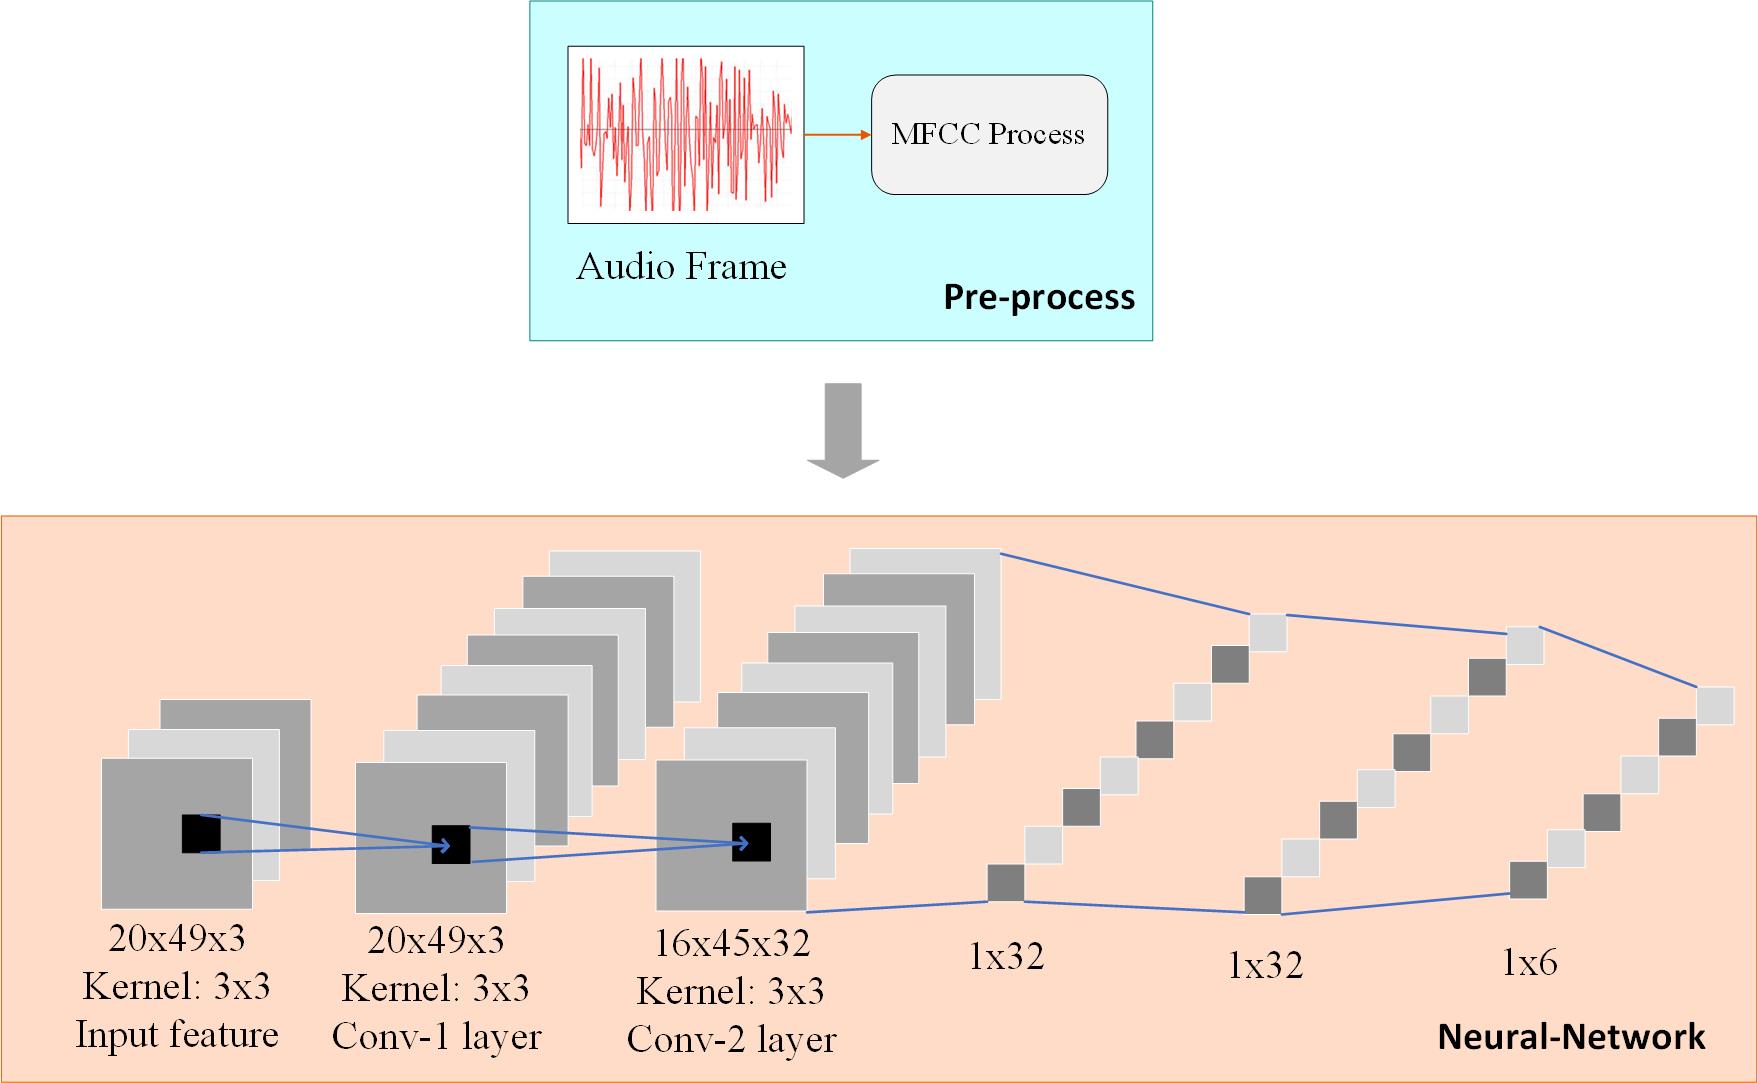 MFCC Process
Audio Frame
Pre-process
20x49x3
Kernel: 3x3
Input feature
20x49x3
Kernel: 3x3
Conv-1 layer
16x45x32
Kernel: 3x3
Conv-2 layer
1x32
1x32
1x6
Neural-Network